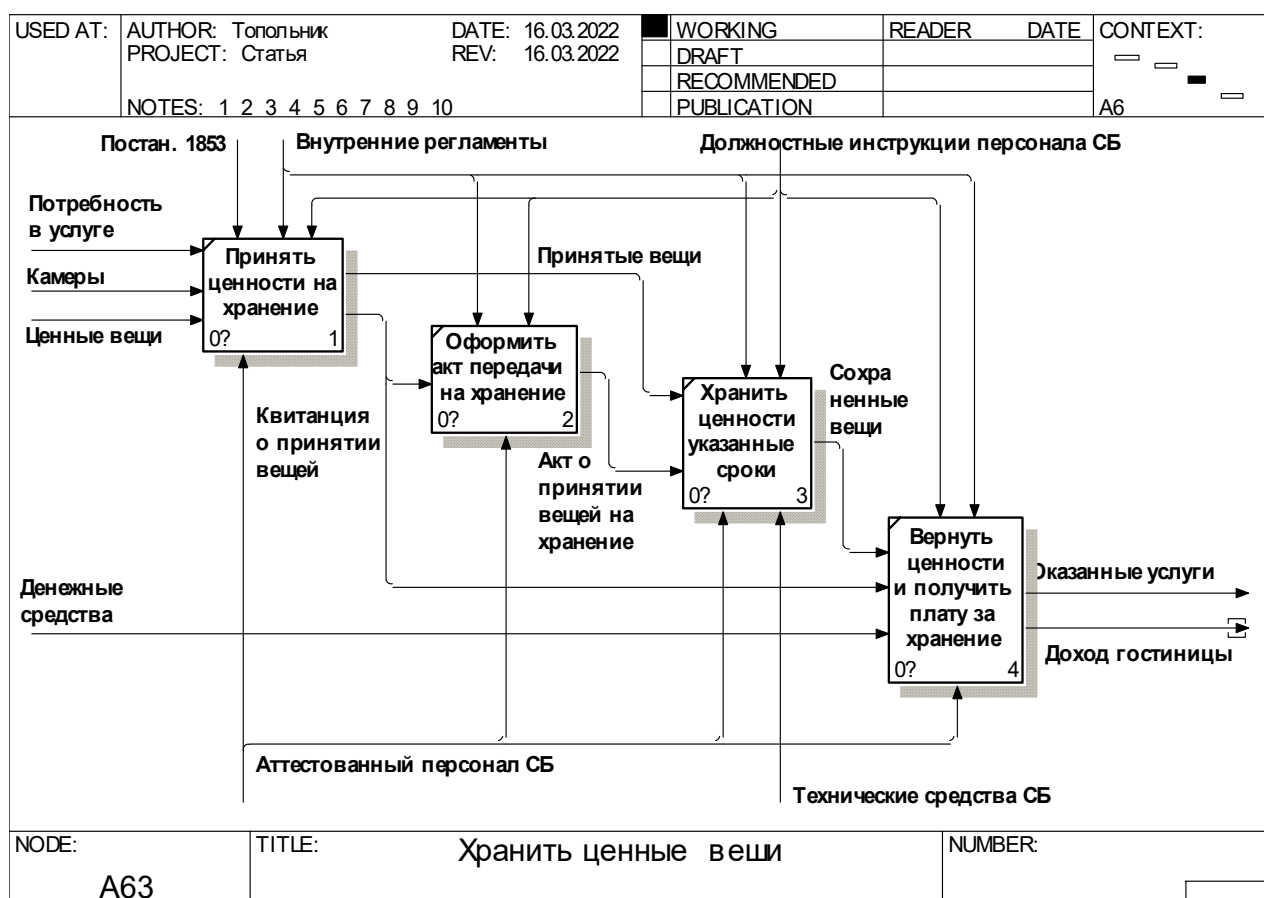 USED AT:
AUTHOR: Топольник
DATE: 16.03.2022
PROJECT: Статья
REV: 16.03.2022
NOTES: 1 2 3 4 5 6 7 8 9 10
WORKING
DRAFT
RECOMMENDED
PUBLICATION
READER
DATE
CONTEXT:
A6
Постан. 1853
Внутренние регламенты
Должностные инструкции персонала СБ
Потребность
в услуге
Камеры
Ценные вещи
Принять
ценности на
хранение
0?
1
Принятые вещи
Оформить
акт передачи
на хранение
0?
2
Квитанция
о принятии
вещей
Акт о
принятии
вещей на
хранение
Хранить
ценности
указанные
сроки
0?
3
Сохра
ненные
вещи
Вернуть
ценности
и получить
плату за
хранение
0?
4
Оказанные услуги
Доход гостиницы
Денежные
средства
Аттестованный персонал СБ
Технические средства СБ
NODE:
A63
TITLE:
Хранить ценные веши
NUMBER: